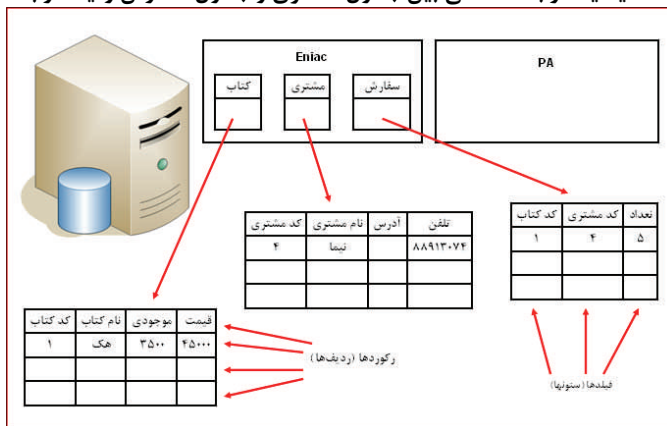 Eniac
PA
سفارش
مشتری
کتاب
تعداد کد مشتری کد کتاب
۵ ۴ ۱
فیلدها (ستونها)
تلفن آدرس نام مشتری کد مشتری
۸۸۹۱۳۰۷۴ نیما ۴
قیمت موجودی نام کتاب کد کتاب
۴۵۰۰۰ ۳۵۰۰ هک ۱
رکوردها (ردیف‌ها)